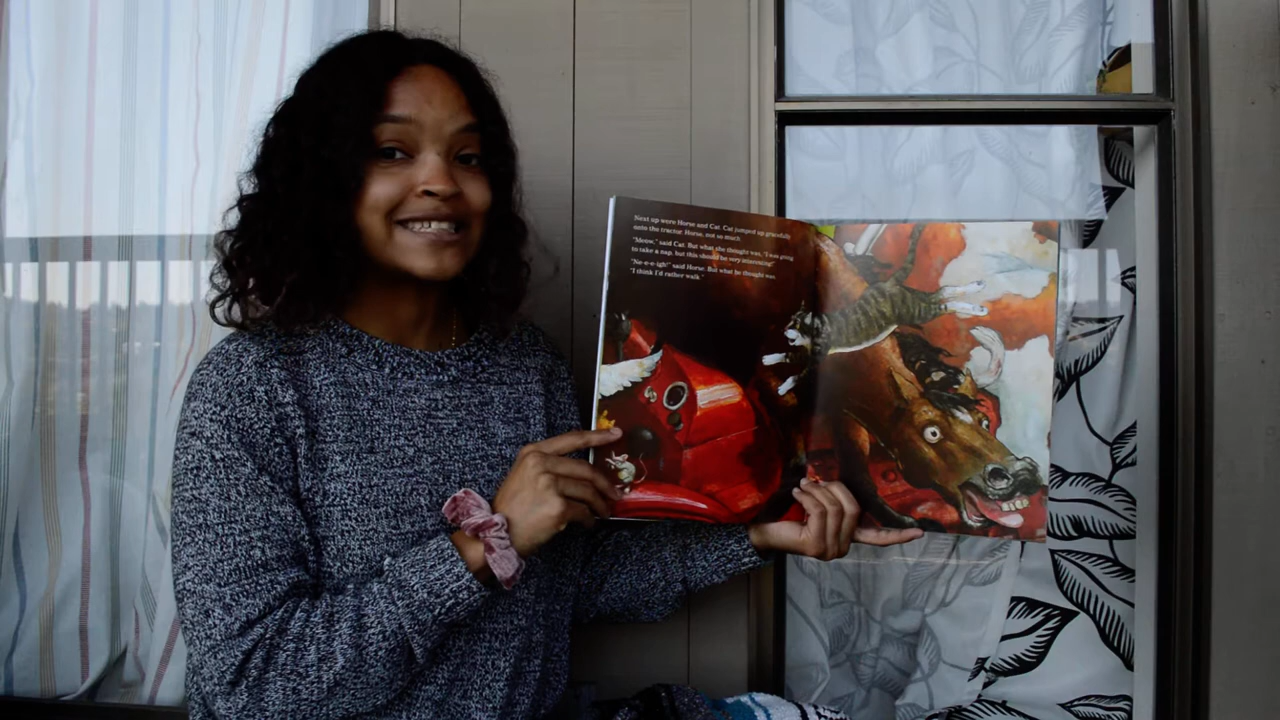 Next up were Horse and Cat. Cat jumped up gracefully
onto the tractor. Horse, not so much.
"Meow," said Cat. But what she thought was, "I was going
to take a nap, but this should be very interesting!"
"Ne-e-e-igh!" said Horse. But what he thought was,
"I think I'd rather walk."